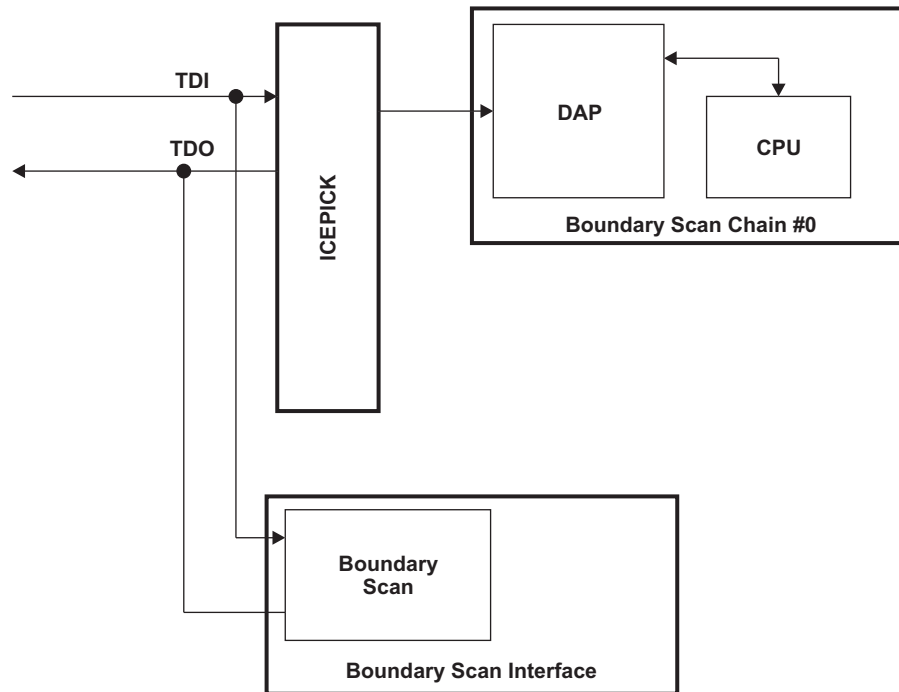 TDI
TDO
ICEPICK
DAP
CPU
Boundary Scan Chain #0
Boundary
Scan
Boundary Scan Interface